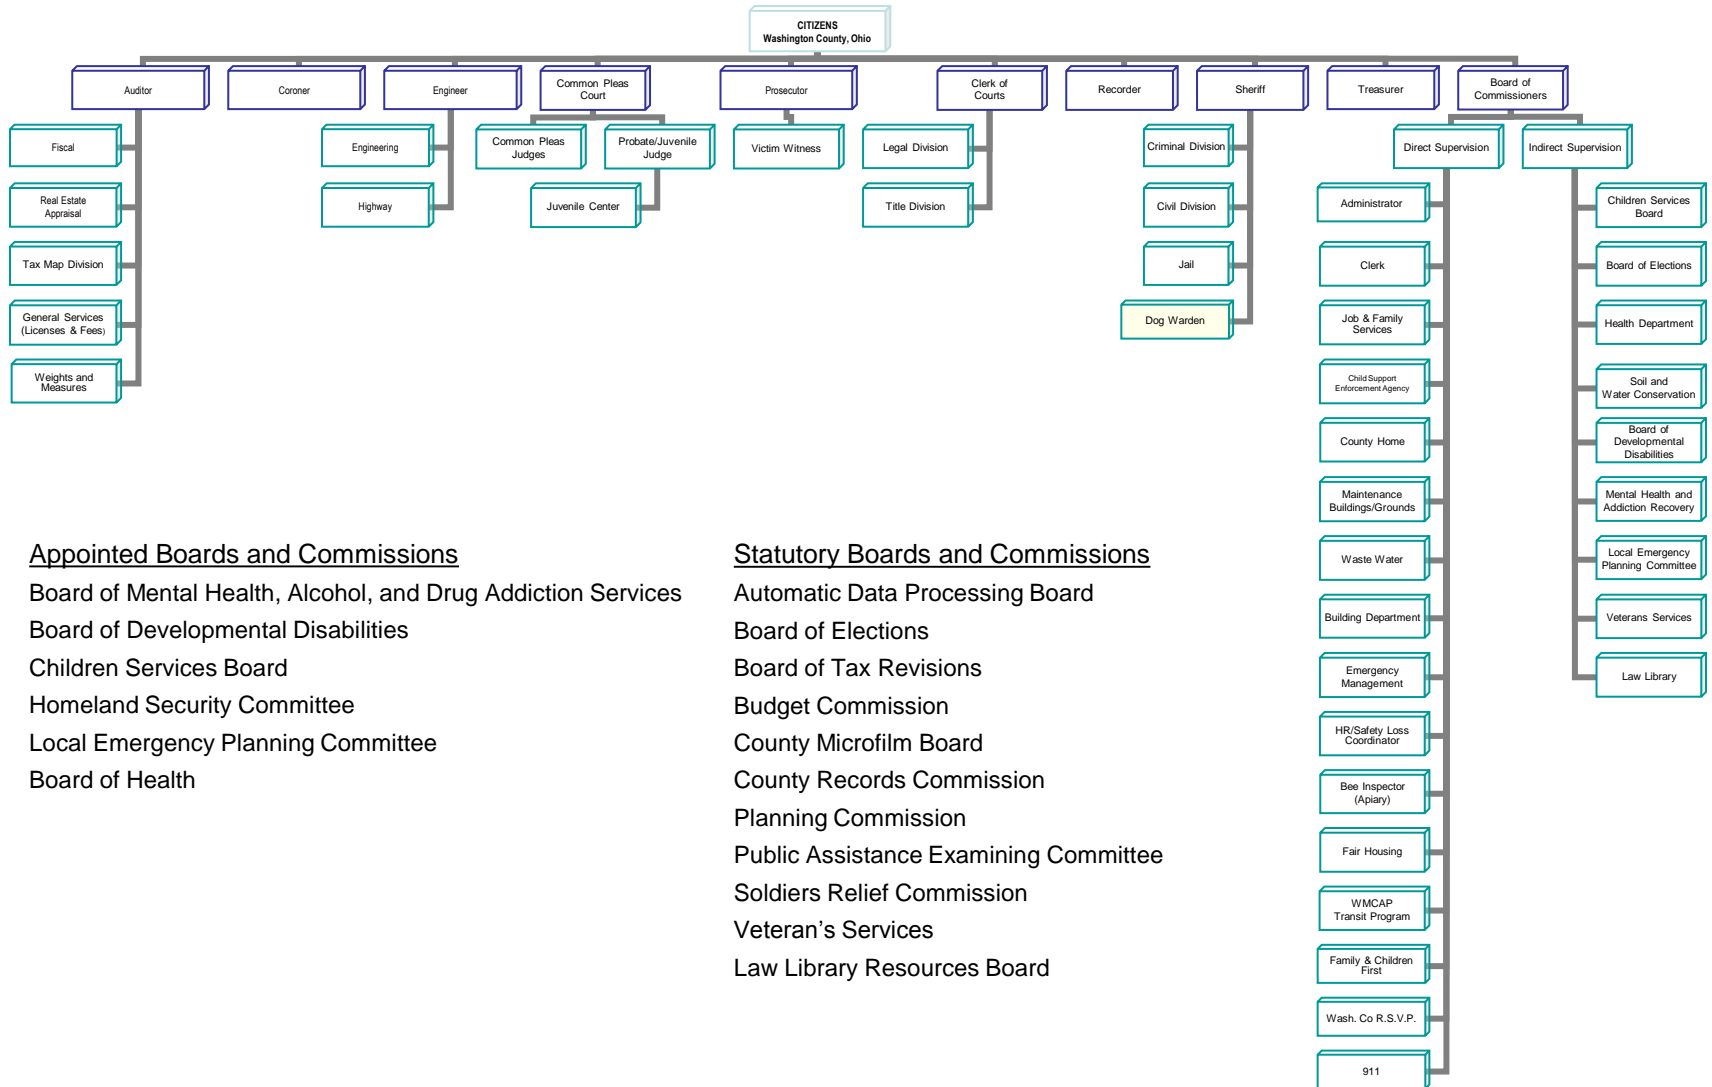 CITIZENS
Washington County, Ohio
Auditor
Coroner
Engineer
Common Pleas
Court
Prosecutor
Clerk of
Courts
Recorder
Sheriff
Treasurer
Board of
Commissioners
Fiscal
Real Estate
Appraisal
Tax Map Division
General Services
(Licenses & Fees)
Weights and
Measures
Engineering
Highway
Common Pleas
Judges
Probate/Juvenile
Judge
Juvenile Center
Victim Witness
Legal Division
Title Division
Criminal Division
Civil Division
Jail
Dog Warden
Direct Supervision
Administrator
Clerk
Job & Family
Services
Child Support
Enforcement Agency
County Home
Maintenance
Buildings/Grounds
Waste Water
Building Department
Emergency
Management
HR/Safety Loss
Coordinator
Bee Inspector
(Apiary)
Fair Housing
WMCAP
Transit Program
Family & Children
First
Wash. Co R.S.V.P.
911
Indirect Supervision
Children Services
Board
Board of Elections
Health Department
Soil and
Water Conservation
Board of
Developmental
Disabilities
Mental Health and
Addiction Recovery
Local Emergency
Planning Committee
Veterans Services
Law Library
Appointed Boards and Commissions
Board of Mental Health, Alcohol, and Drug Addiction Services
Board of Developmental Disabilities
Children Services Board
Homeland Security Committee
Local Emergency Planning Committee
Board of Health
Statutory Boards and Commissions
Automatic Data Processing Board
Board of Elections
Board of Tax Revisions
Budget Commission
County Microfilm Board
County Records Commission
Planning Commission
Public Assistance Examining Committee
Soldiers Relief Commission
Veteran's Services
Law Library Resources Board